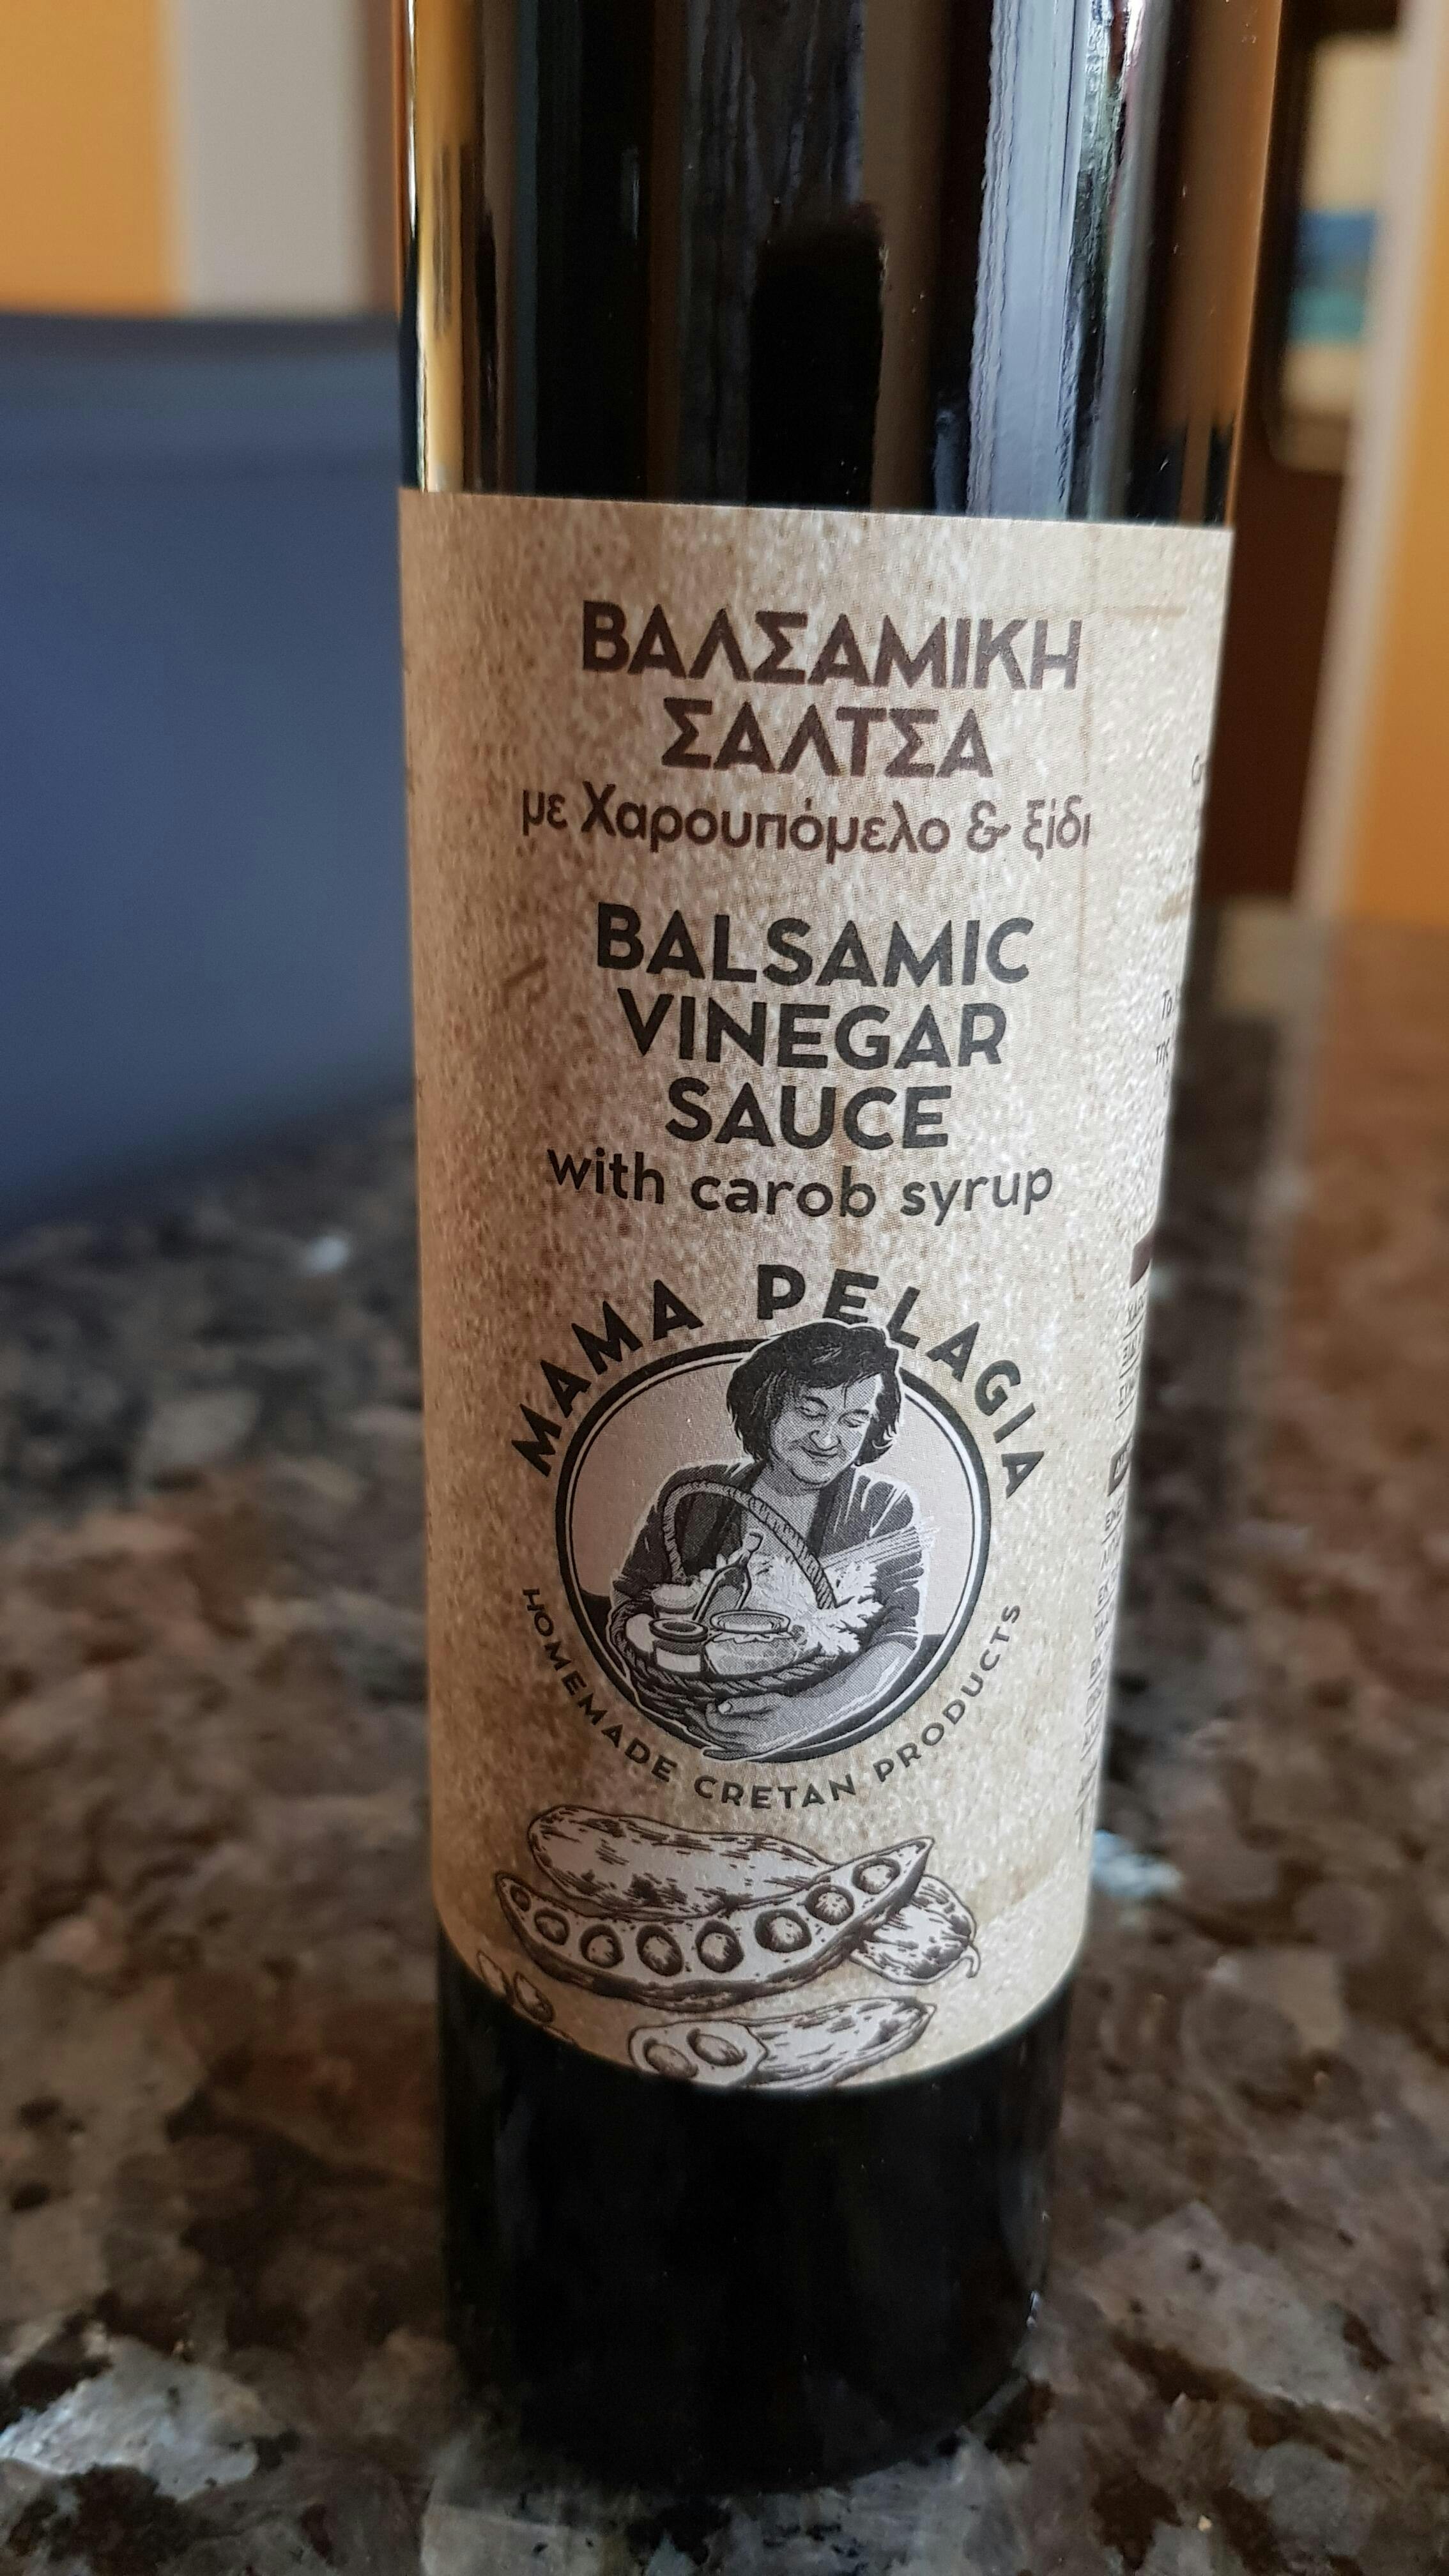 ΒΑΛΣΑΜΙΚΗ
ΣΑΛΤΣΑ
με Χαρουπόμελο & ξίδι
BALSAMIC
VINEGAR
SAUCE
with carob syrup
MAMA PELAGIA
HOMEMADE CRETAN PRODUCTS